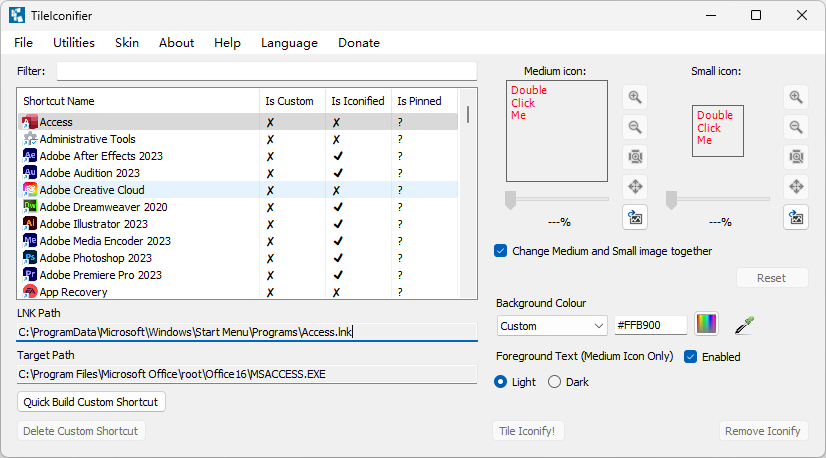 TileIconifier
File Utilities Skin About Help Language Donate
Filter:
Shortcut Name Is Custom Is Iconified Is Pinned
Access ✗ ✗ ?
Administrative Tools ✗ ✗ ?
Adobe After Effects 2023 ✗ ✔ ?
Adobe Audition 2023 ✗ ✔ ?
Adobe Creative Cloud ✗ ✗ ?
Adobe Dreamweaver 2020 ✗ ✔ ?
Adobe Illustrator 2023 ✗ ✔ ?
Adobe Media Encoder 2023 ✗ ✔ ?
Adobe Photoshop 2023 ✗ ✔ ?
Adobe Premiere Pro 2023 ✗ ✔ ?
App Recovery ✗ ✗ ?
LNK Path
C:\ProgramData\Microsoft\Windows\Start Menu\Programs\Access.lnk
Target Path
C:\Program Files\Microsoft Office\root\Office16\MSACCESS.EXE
Quick Build Custom Shortcut
Delete Custom Shortcut
Medium icon:
Double
Click
Me
---%
Small icon:
Double
Click
Me
---%
Change Medium and Small image together
Reset
Background Colour
Custom #FFB900
Foreground Text (Medium Icon Only) Enabled
Light Dark
Tile Iconify! Remove Iconify